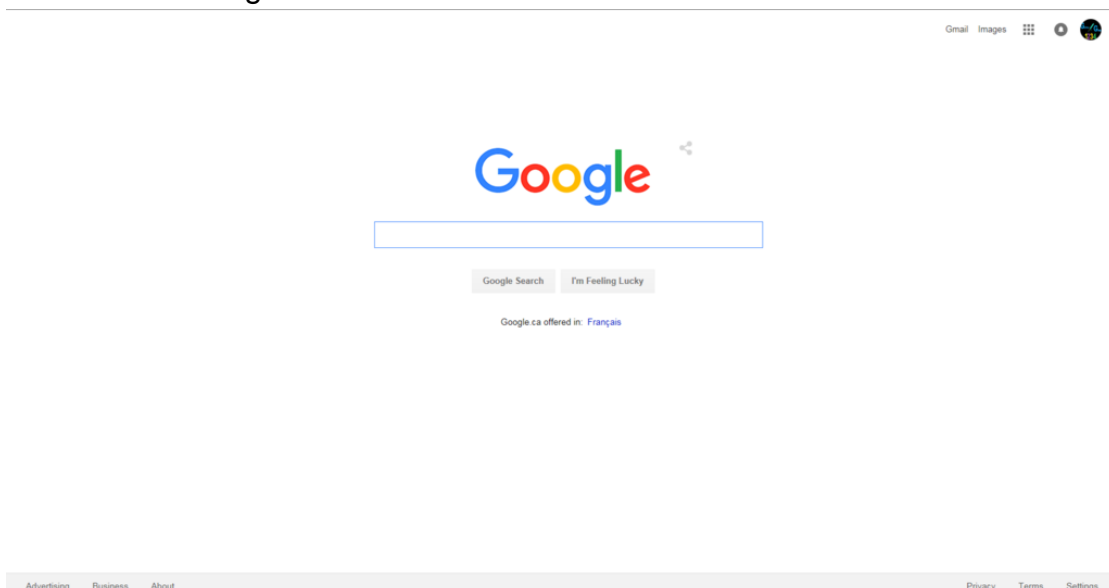 Gmail Images
Google
Google Search I'm Feeling Lucky
Google.ca offered in: Français
Advertising Business About Privacy Terms Settings